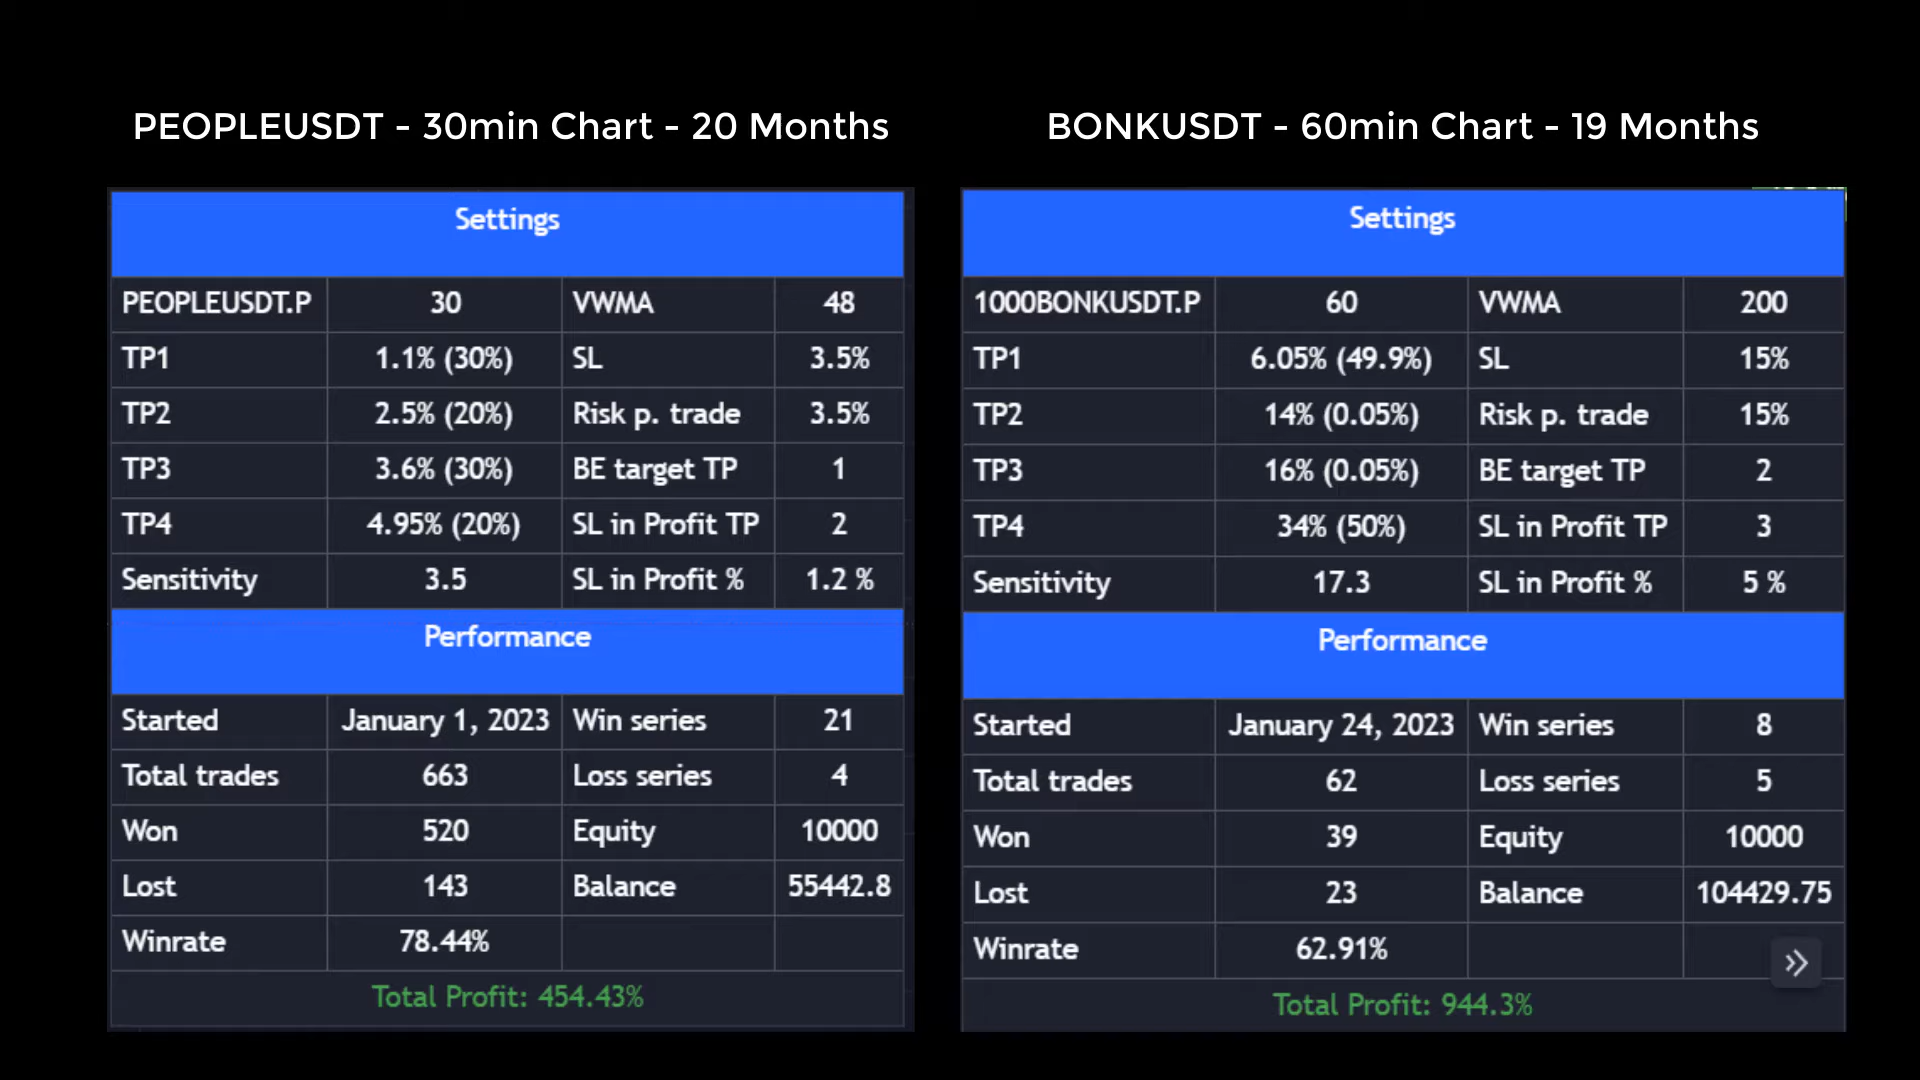 PEOPLEUSDT - 30min Chart - 20 Months
Settings
PEOPLEUSDT.P 30 VWMA 48
TP1 1.1% (30%) SL 3.5%
TP2 2.5% (20%) Risk p. trade 3.5%
TP3 3.6% (30%) BE target TP 1
TP4 4.95% (20%) SL in Profit TP 2
Sensitivity 3.5 SL in Profit % 1.2 %
Performance
Started January 1, 2023 Win series 21
Total trades 663 Loss series 4
Won 520 Equity 10000
Lost 143 Balance 55442.8
Winrate 78.44%
Total Profit: 454.43%
BONKUSDT - 60min Chart - 19 Months
Settings
1000BONKUSDT.P 60 VWMA 200
TP1 6.05% (49.9%) SL 15%
TP2 14% (0.05%) Risk p. trade 15%
TP3 16% (0.05%) BE target TP 2
TP4 34% (50%) SL in Profit TP 3
Sensitivity 17.3 SL in Profit % 5 %
Performance
Started January 24, 2023 Win series 8
Total trades 62 Loss series 5
Won 39 Equity 10000
Lost 23 Balance 104429.75
Winrate 62.91%
Total Profit: 944.3%